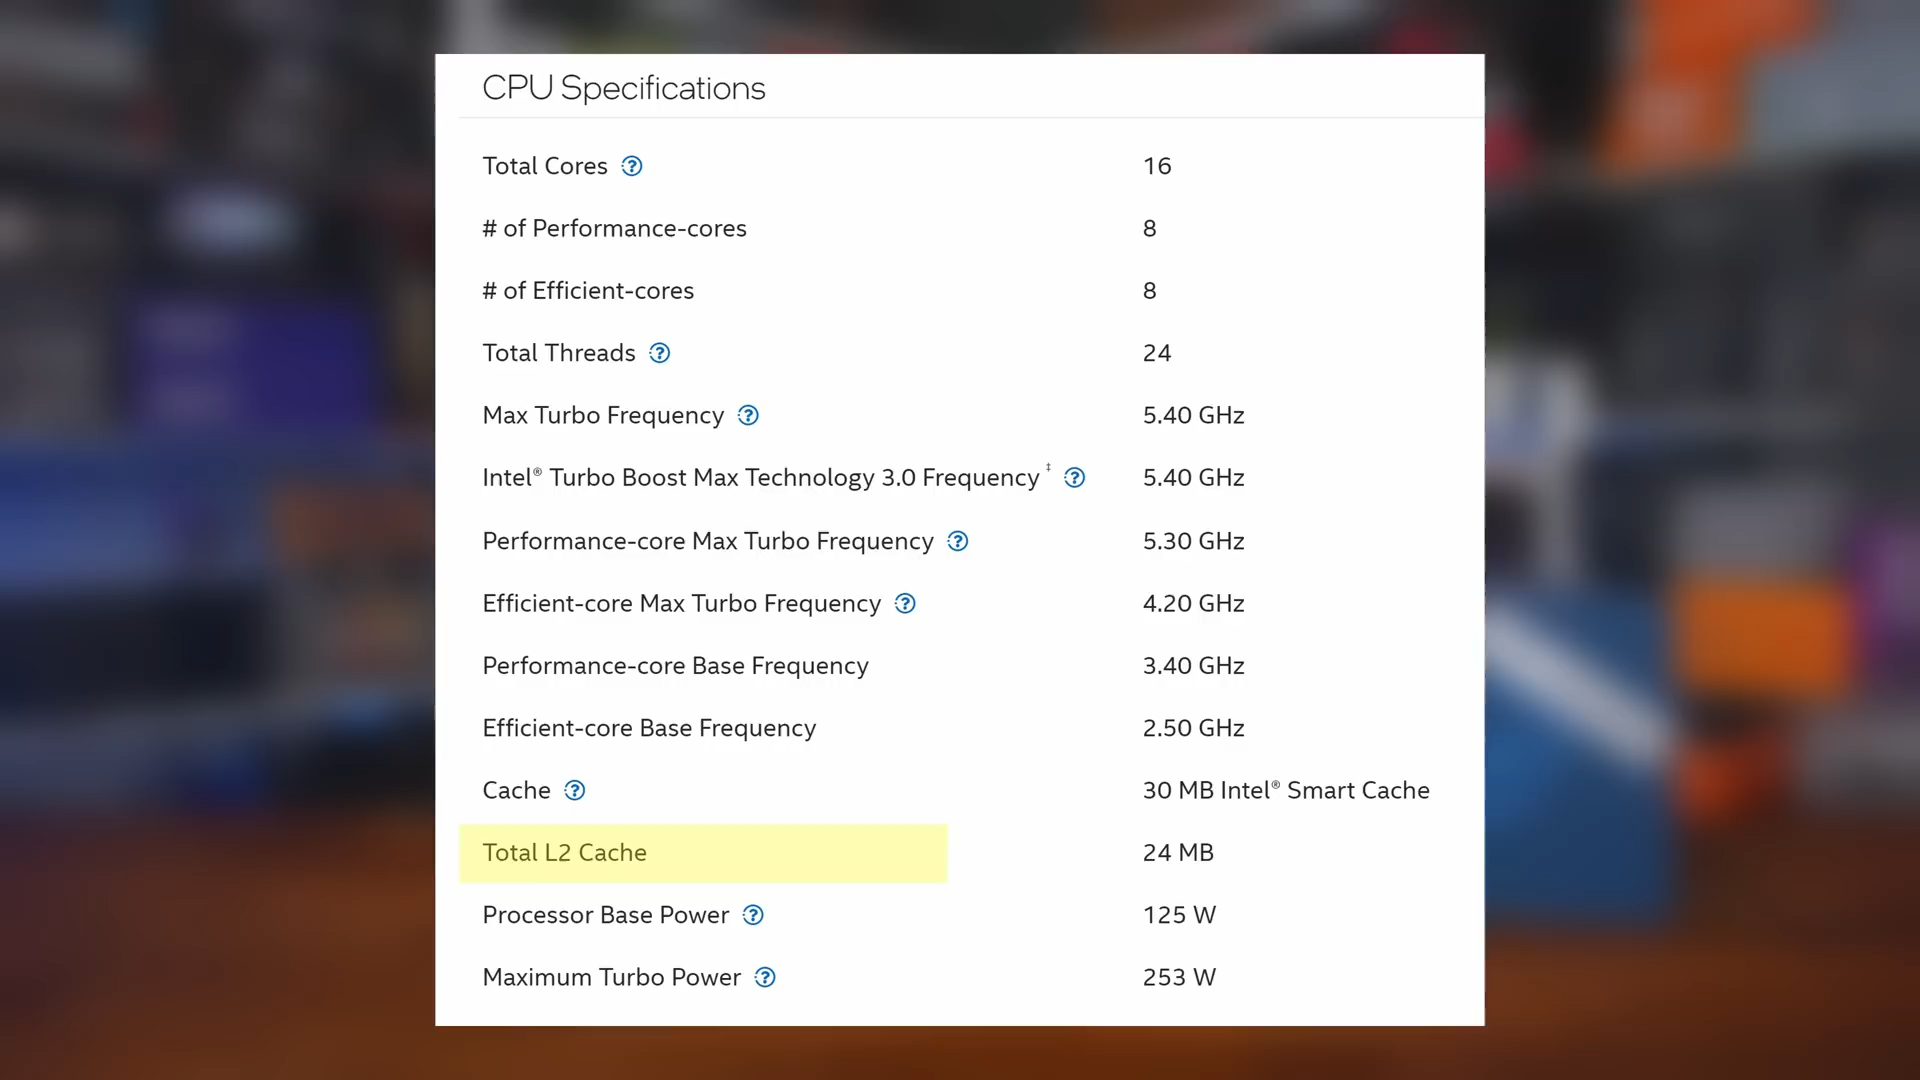 CPU Specifications
Total Cores 16
# of Performance-cores 8
# of Efficient-cores 8
Total Threads 24
Max Turbo Frequency 5.40 GHz
Intel® Turbo Boost Max Technology 3.0 Frequency ‡ 5.40 GHz
Performance-core Max Turbo Frequency 5.30 GHz
Efficient-core Max Turbo Frequency 4.20 GHz
Performance-core Base Frequency 3.40 GHz
Efficient-core Base Frequency 2.50 GHz
Cache 30 MB Intel® Smart Cache
Total L2 Cache 24 MB
Processor Base Power 125 W
Maximum Turbo Power 253 W